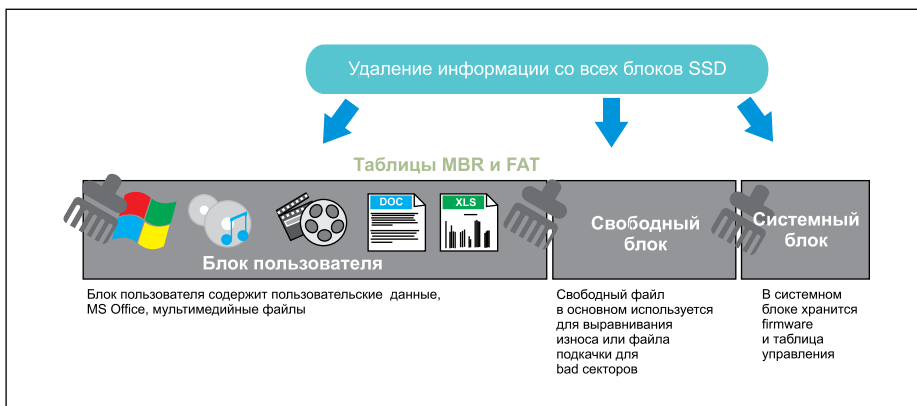 Удаление информации со всех блоков SSD
Таблицы MBR и FAT
DOC
XLS
Блок пользователя
Свободный
блок
Системный
блок
Блок пользователя содержит пользовательские данные,
MS Office, мультимедийные файлы
Свободный файл
в основном используется
для выравнивания
износа или файла
подкачки для
bad секторов
В системном
блоке хранится
firmware
и таблица
управления